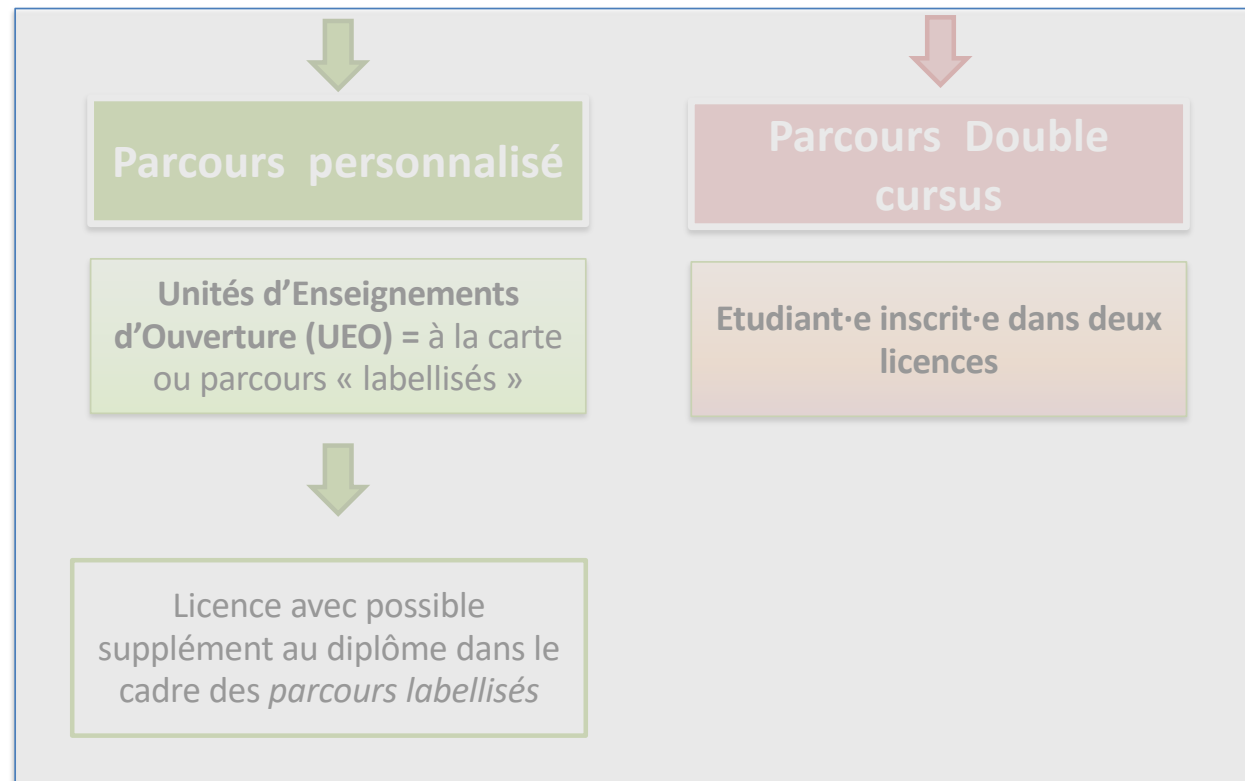 Parcours personnalisé
Unités d'Enseignements
d'Ouverture (UEO) = à la carte
ou parcours « labellisés »
Licence avec possible
supplément au diplôme dans le
cadre des parcours labellisés
Parcours Double
cursus
Etudiant·e inscrit·e dans deux
licences